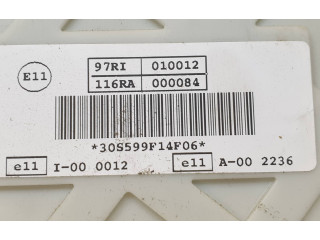 E11
97RI 010012
116RA 000084
*30S599F14F06*
e11 I-00 0012 e11 A-00 2236